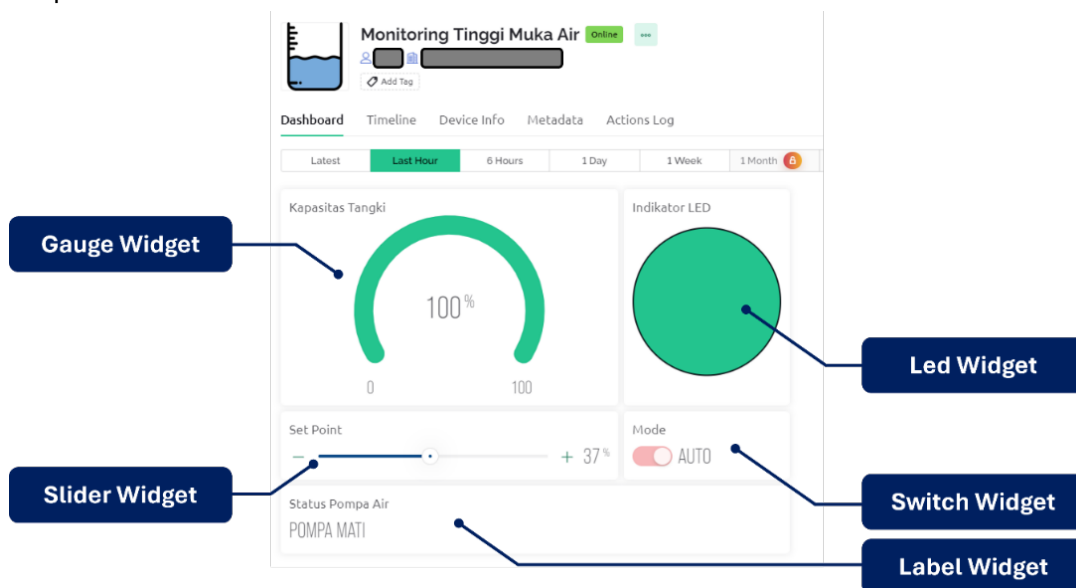 Monitoring Tinggi Muka Air Online
Add Tag
Dashboard Timeline Device Info Metadata Actions Log
Latest Last Hour 6 Hours 1 Day 1 Week 1 Month
Kapasitas Tangki
100%
0 100
Indikator LED
Gauge Widget
Led Widget
Set Point
37%
Mode
AUTO
Slider Widget
Switch Widget
Status Pompa Air
POMPA MATI
Label Widget